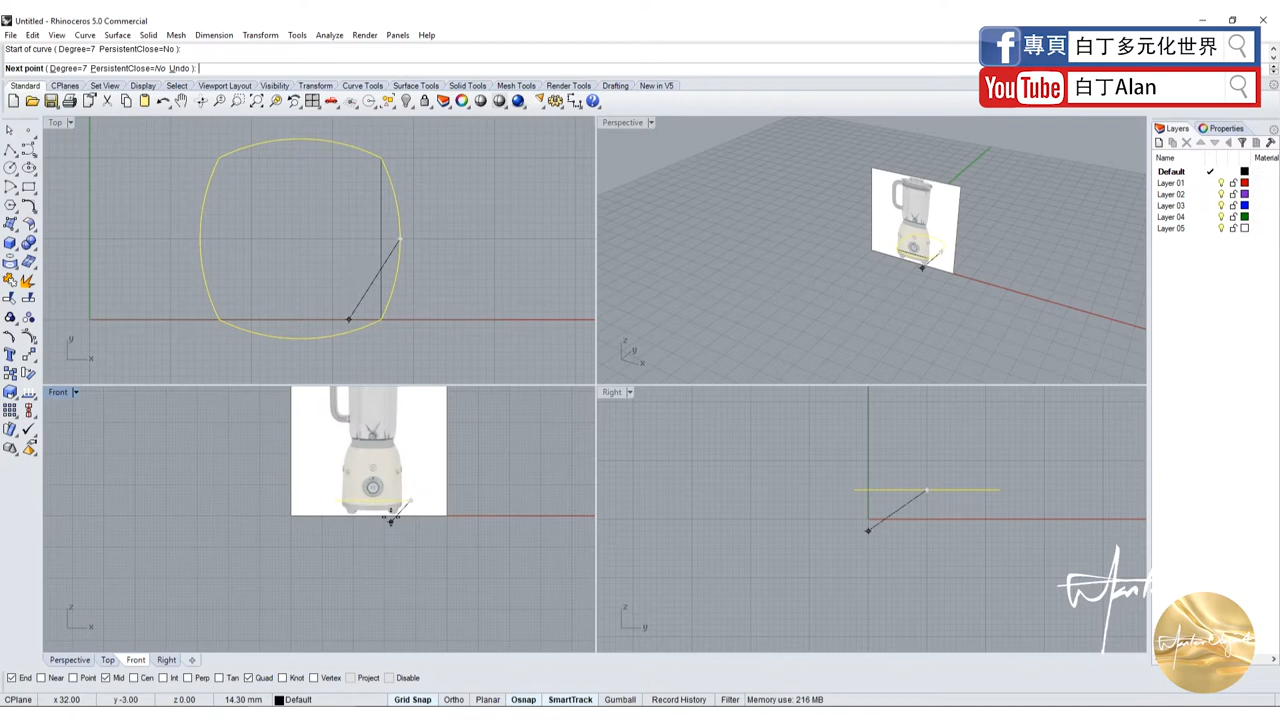 Untitled - Rhinoceros 5.0 Commercial
File Edit View Curve Surface Solid Mesh Dimension Transform Tools Analyze Render Panels Help
Start of curve ( Degree=7 PersistentClose=No ):
Next point ( Degree=7 PersistentClose=No Undo ):
專頁 白丁多元化世界
YouTube 白丁Alan
Standard CPlanes Set View Display Select Viewport Layout Visibility Transform Curve Tools Surface Tools Solid Tools Mesh Tools Render Tools Drafting New in V5
Top
Perspective
Layers Properties
Name Material
Default
Layer 01
Layer 02
Layer 03
Layer 04
Layer 05
y
x
z
y
x
Front
Right
z
x
z
y
Perspective Top Front Right
End Near Point Mid Cen Int Perp Tan Quad Knot Vertex Project Disable
CPlane x 32.00 y -3.00 z 0.00 14.30 mm Default Grid Snap Ortho Planar Osnap SmartTrack Gumball Record History Filter Memory use: 216 MB